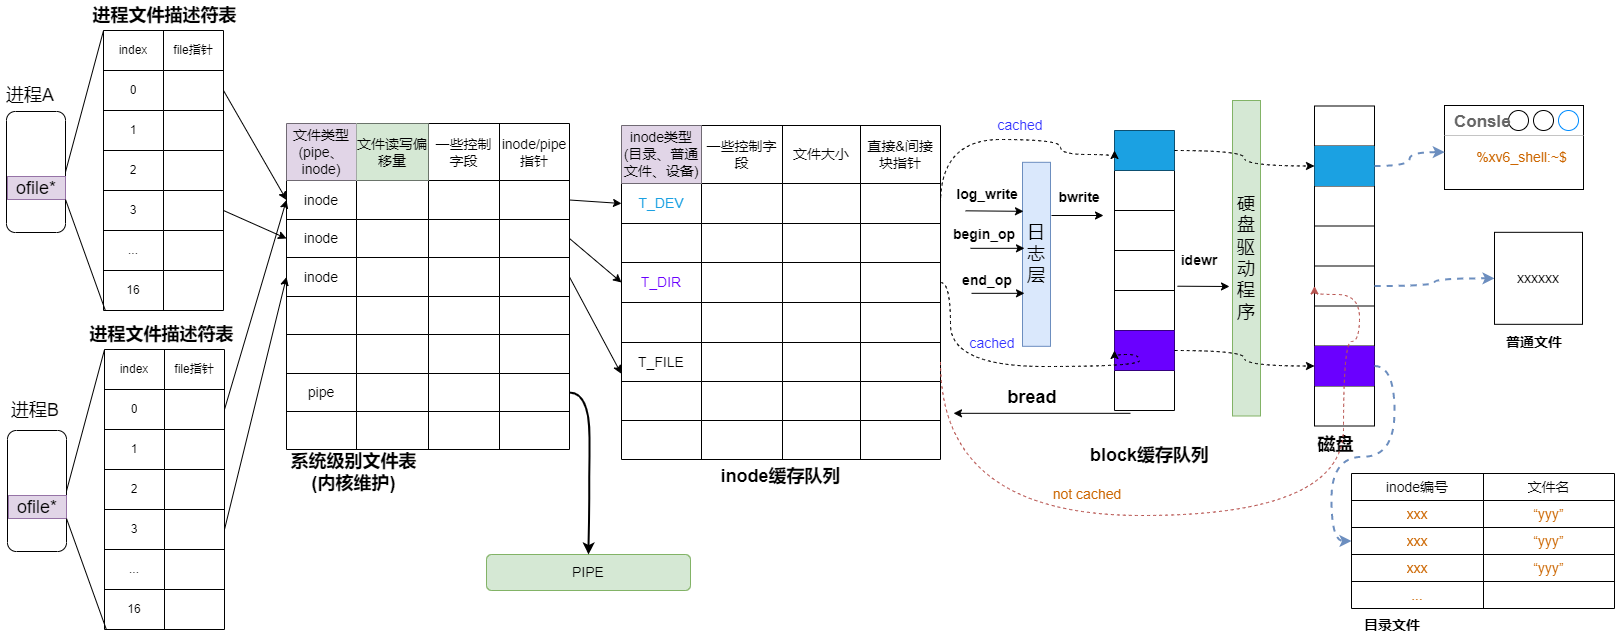 进程文件描述符表
index file指针
进程A
0
1
2
ofile*
3
...
16
进程文件描述符表
index file指针
进程B
0
1
2
ofile*
3
...
16
文件类型
(pipe、
inode)
文件读写偏
移量
一些控制
字段
inode/pipe
指针
inode
inode
inode
pipe
系统级别文件表
(内核维护)
PIPE
inode类型
(目录、普通
文件、设备)
一些控制字
段
文件大小
直接&间接
块指针
T_DEV
T_DIR
T_FILE
inode缓存队列
cached
log_write
begin_op
end_op
日志层
bwrite
cached
bread
idewr
block缓存队列
not cached
硬盘驱动程序
磁盘
Consle
%xv6_shell:~$
xxxxxx
普通文件
inode编号 文件名
xxx “yyy”
xxx “yyy”
xxx “yyy”
...
目录文件